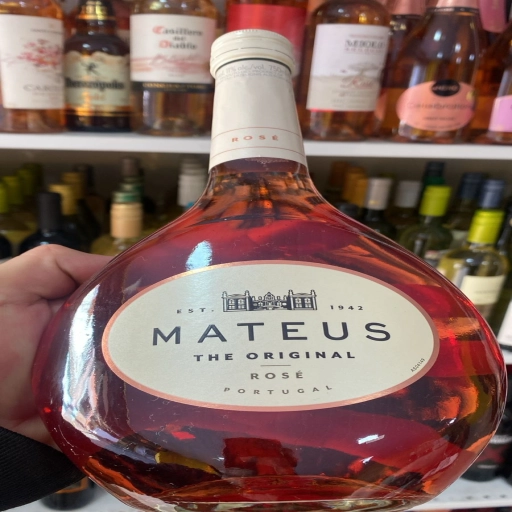 Casillero
del
Diablo
ROSÉ
EST. 1942
MATEUS
THE ORIGINAL
ROSÉ
PORTUGAL